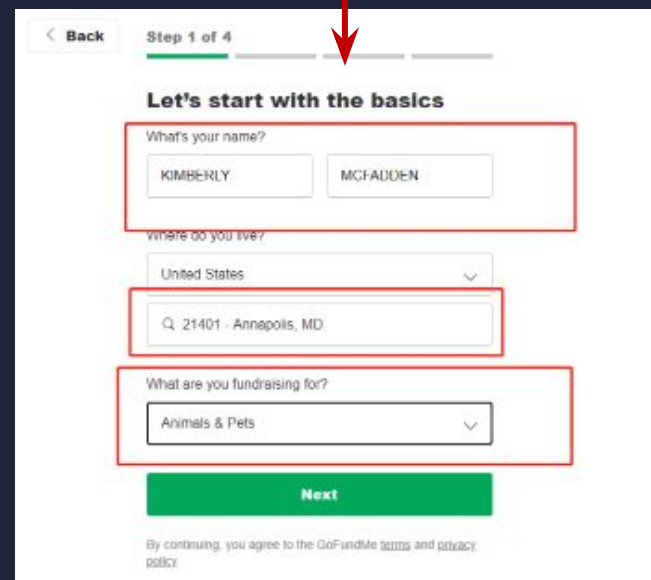 Back
Step 1 of 4
Let's start with the basics
What's your name?
KIMBERLY MCFADDEN
Where do you live?
United States
21401 - Annapolis, MD
What are you fundraising for?
Animals & Pets
Next
By continuing, you agree to the GoFundMe terms and privacy
policy.